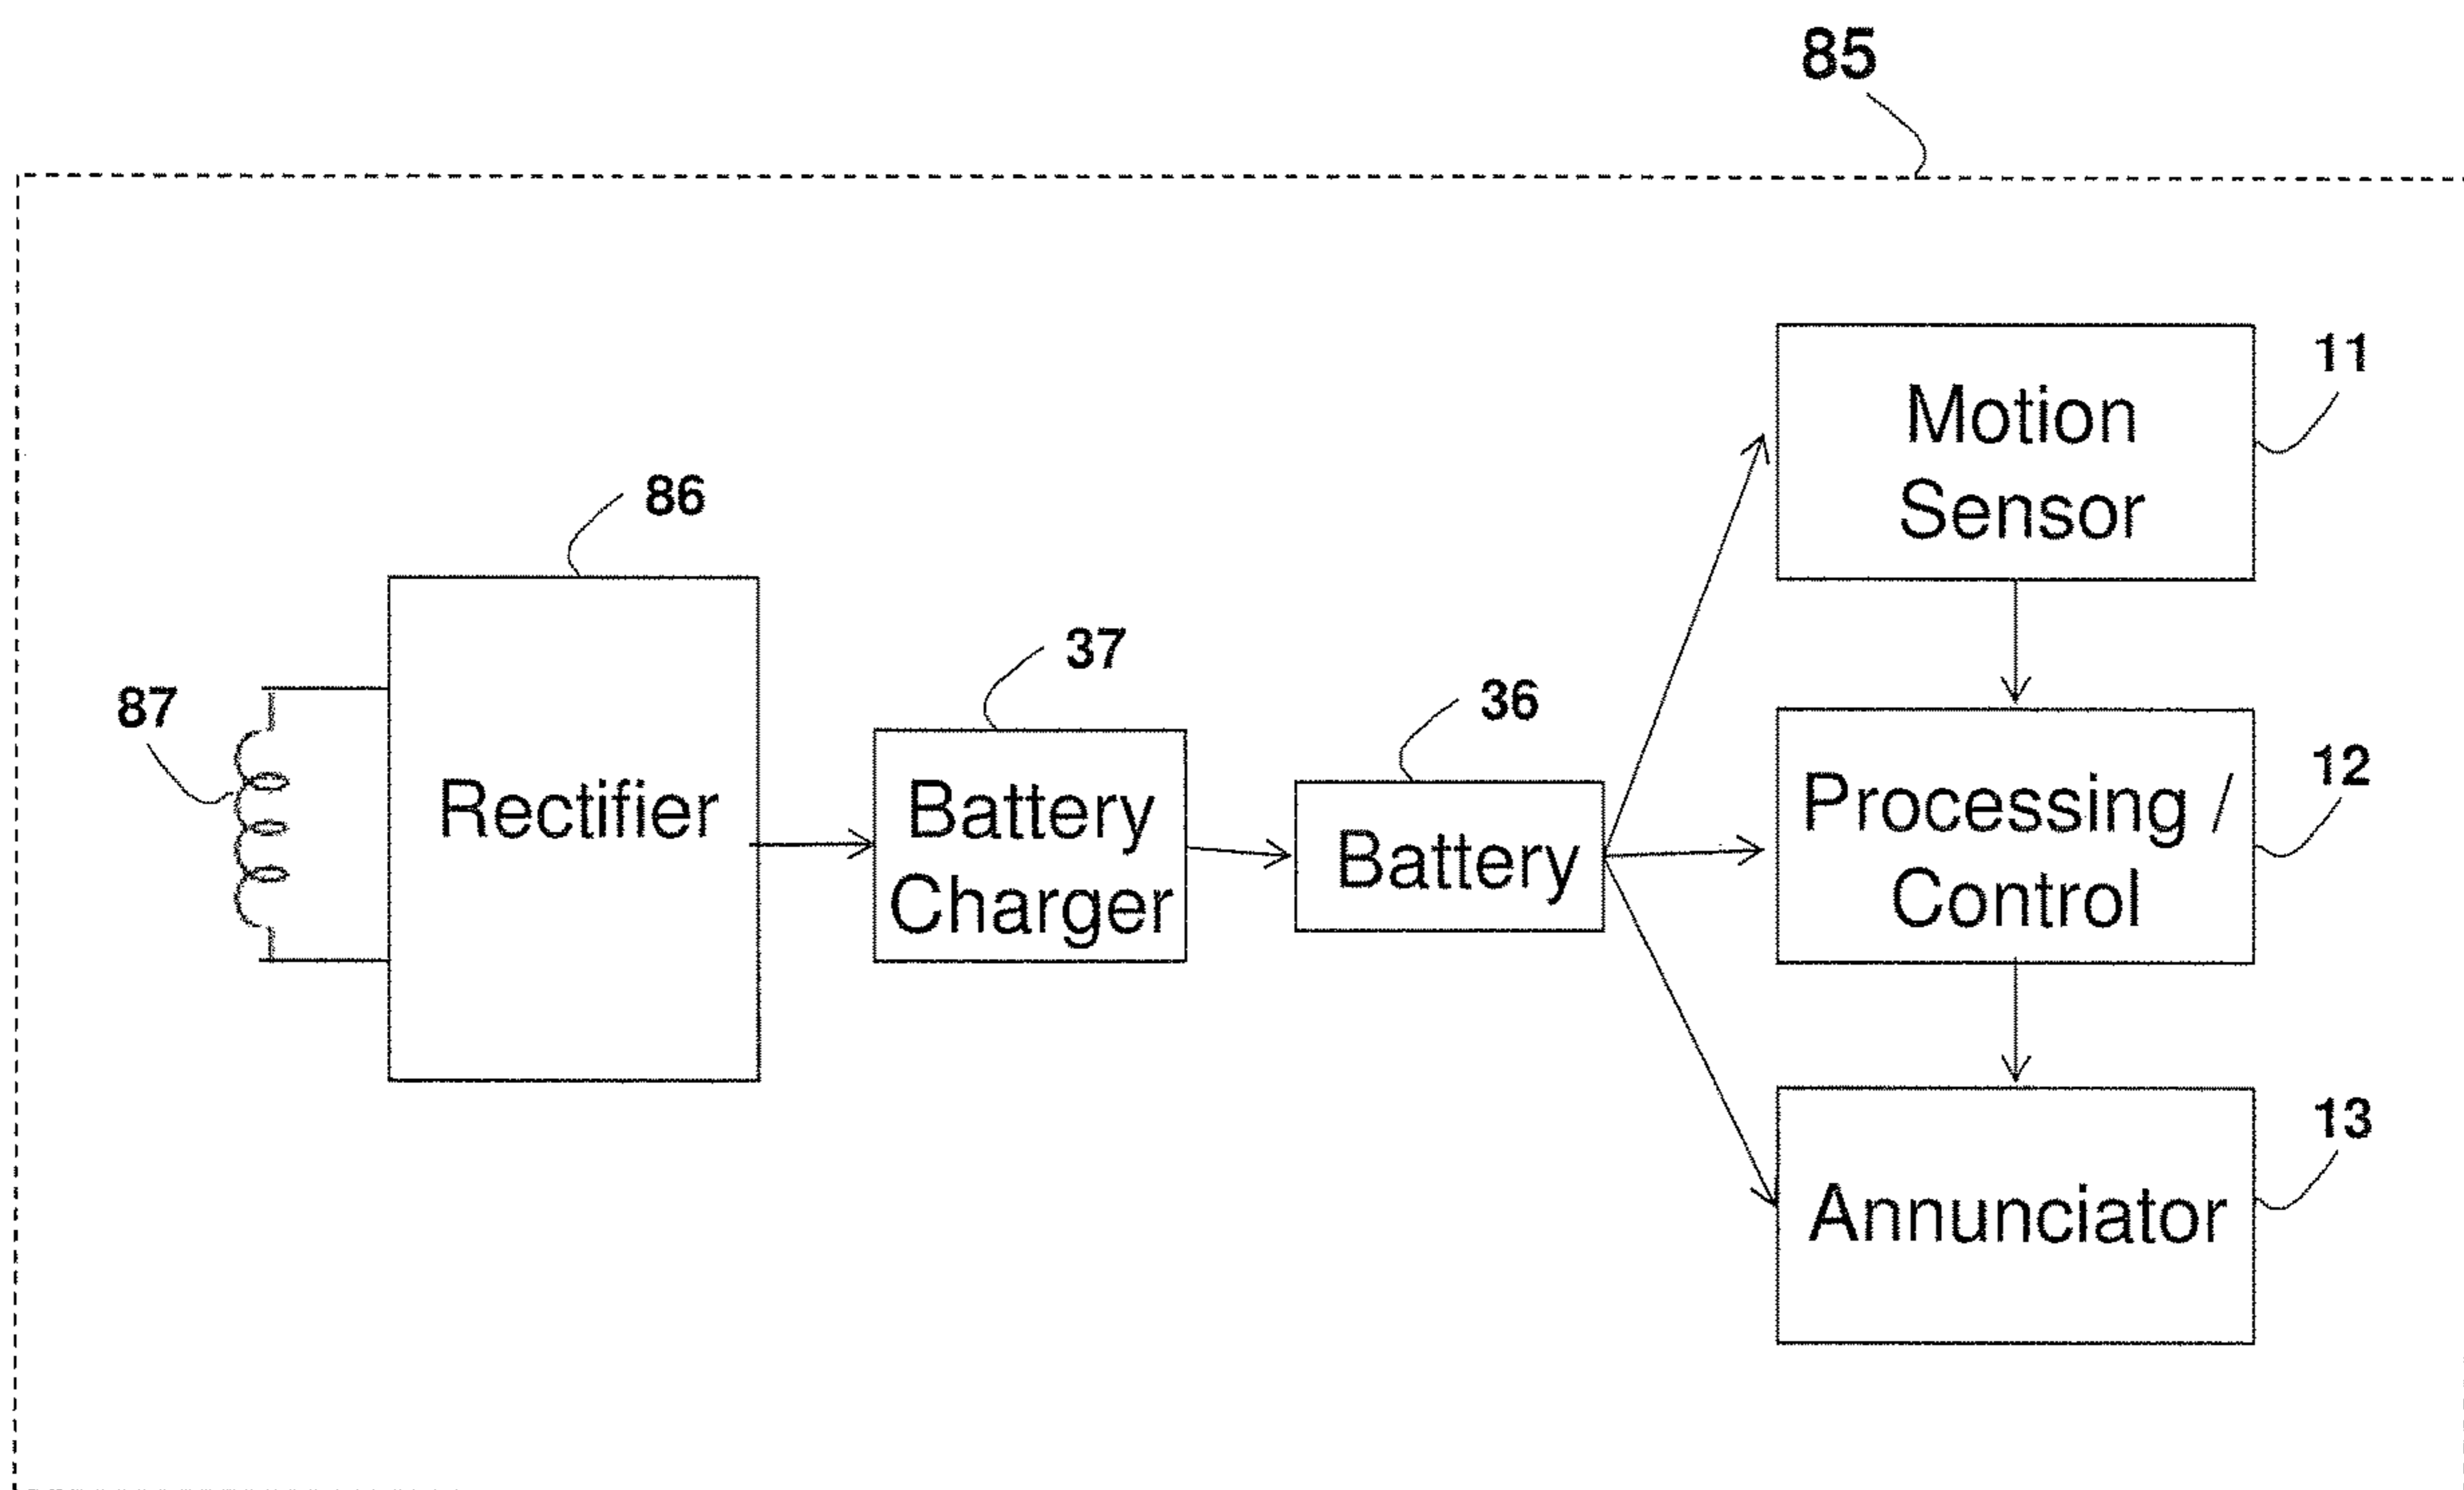 85
11
Motion
Sensor
86
37
36
87
12
Rectifier
Battery
Charger
Battery
Processing /
Control
13
Annunciator